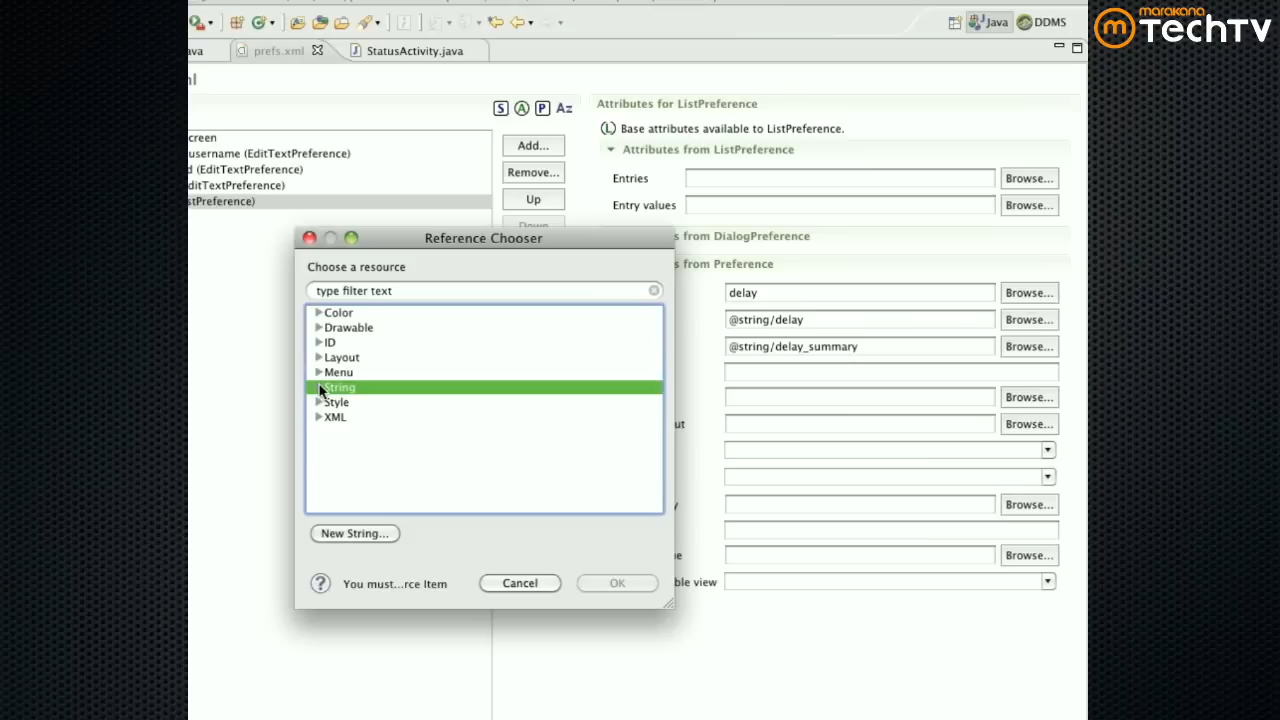 marakana
TechTV
Java
DDMS
prefs.xml
StatusActivity.java
S A P Az
Attributes for ListPreference
Base attributes available to ListPreference.
Attributes from ListPreference
Entries
Browse...
Entry values
Browse...
username (EditTextPreference)
(EditTextPreference)
Add...
Remove...
Up
Down
from DialogPreference
from Preference
delay
Browse...
@string/delay
Browse...
@string/delay_summary
Browse...
Browse...
Browse...
Browse...
Browse...
view
Reference Chooser
Choose a resource
type filter text
Color
Drawable
ID
Layout
Menu
String
Style
XML
New String...
? You must...rce Item
Cancel
OK